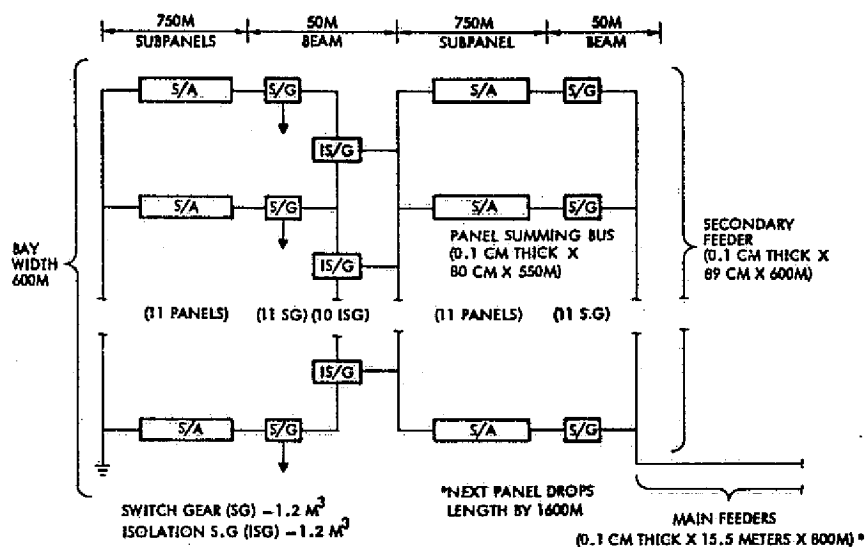 750M
SUBPANELS
50M
BEAM
750M
SUBPANEL
50M
BEAM
S/A
S/G
S/A
S/G
IS/G
S/A
S/G
S/A
S/G
PANEL SUMMING BUS
(0.1 CM THICK X
80 CM X 550M)
SECONDARY
FEEDER
(0.1 CM THICK X
89 CM X 600M)
BAY
WIDTH
600M
IS/G
(11 PANELS)
(11 SG)
(10 ISG)
(11 PANELS)
(11 S.G)
IS/G
S/A
S/G
S/A
S/G
SWITCH GEAR (SG) -1.2 M³
ISOLATION S.G (ISG) -1.2 M³
*NEXT PANEL DROPS
LENGTH BY 1600M
MAIN FEEDERS
(0.1 CM THICK X 15.5 METERS X 800M) *